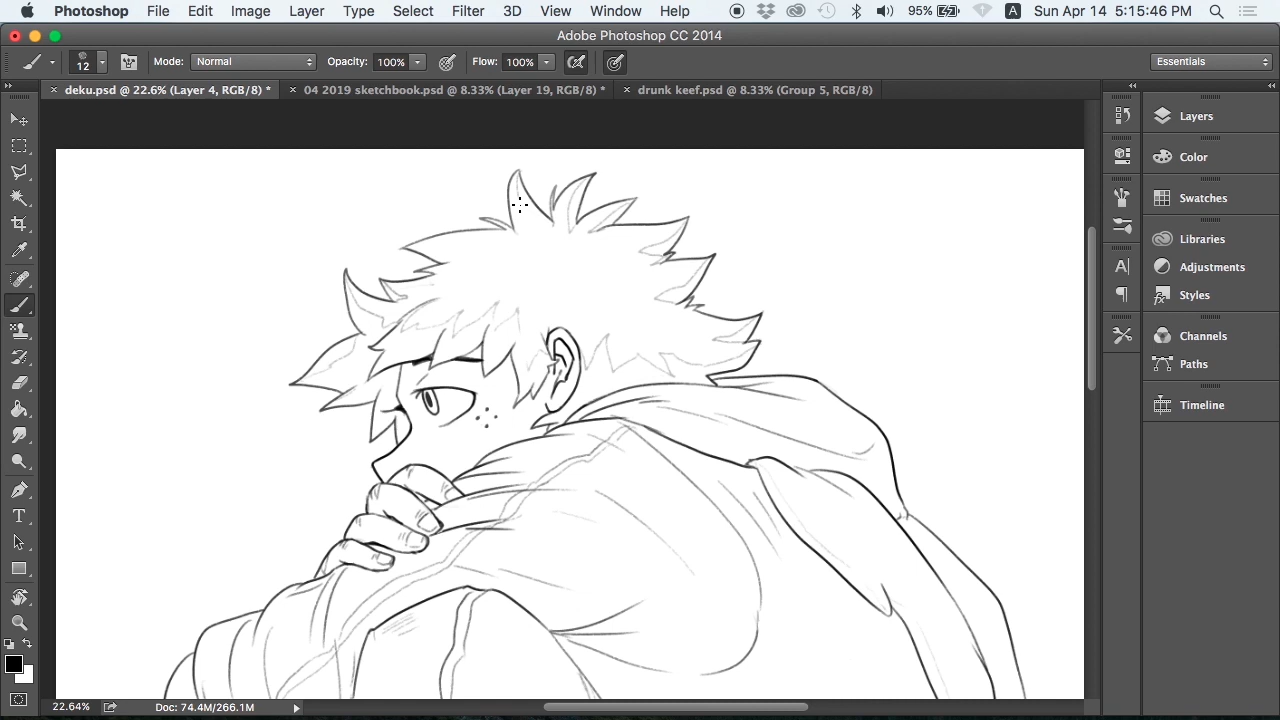 Photoshop File Edit Image Layer Type Select Filter 3D View Window Help 95% A Sun Apr 14 5:15:46 PM
Adobe Photoshop CC 2014
12 Mode: Normal Opacity: 100% Flow: 100% Essentials
deku.psd @ 22.6% (Layer 4, RGB/8) * 04 2019 sketchbook.psd @ 8.33% (Layer 19, RGB/8) * drunk keef.psd @ 8.33% (Group 5, RGB/8)
Layers
Color
Swatches
Libraries
Adjustments
Styles
Channels
Paths
Timeline
22.64% Doc: 74.4M/266.1M